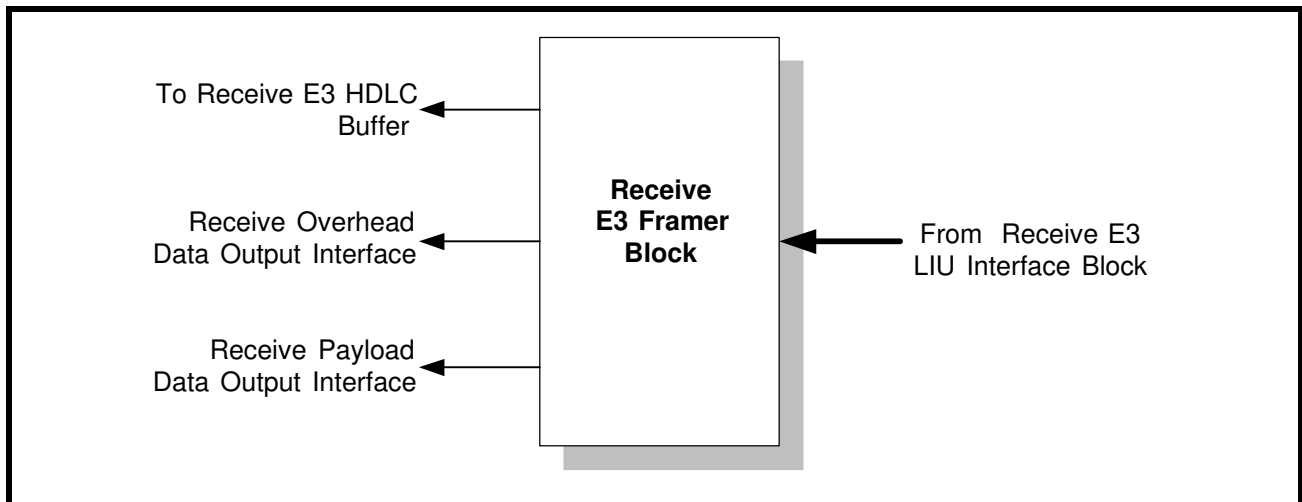 To Receive E3 HDLC
Buffer
Receive Overhead
Data Output Interface
Receive Payload
Data Output Interface
Receive
E3 Framer
Block
From Receive E3
LIU Interface Block